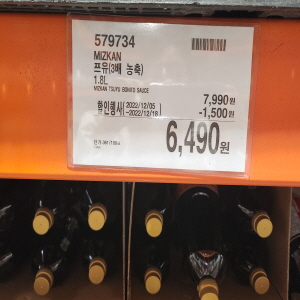 579734
MIZKAN
쯔유(3배 농축)
1.8L
MIZKAN TSUYU BONITO SAUCE
7,990원
할인행사(2022/12/05 -1,500원
~2022/12/18)
6,490원